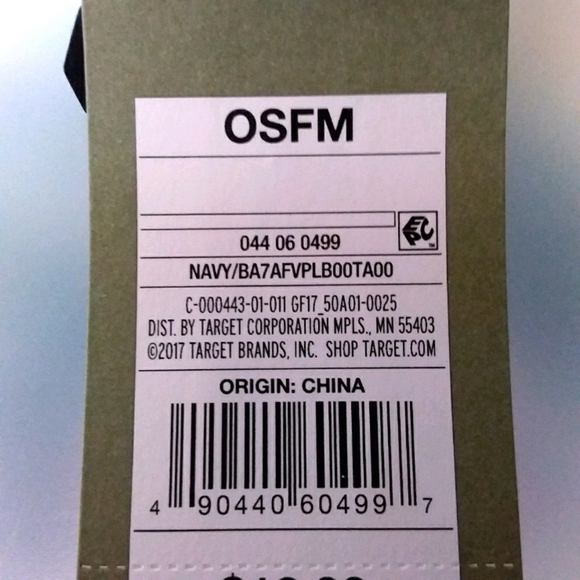 OSFM
EPC
044 06 0499
NAVY/BA7AFVPLB00TA00
C-000443-01-011 GF17_50A01-0025
DIST. BY TARGET CORPORATION MPLS., MN 55403
©2017 TARGET BRANDS, INC. SHOP TARGET.COM
ORIGIN: CHINA
4 90440 60499 7